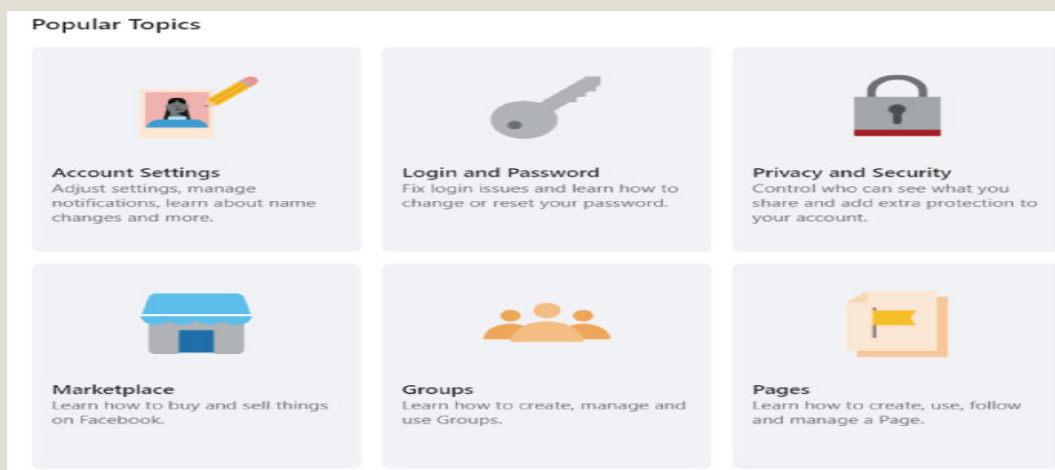 Popular Topics
Account Settings
Adjust settings, manage
notifications, learn about name
changes and more.
Login and Password
Fix login issues and learn how to
change or reset your password.
Privacy and Security
Control who can see what you
share and add extra protection to
your account.
Marketplace
Learn how to buy and sell things
on Facebook.
Groups
Learn how to create, manage and
use Groups.
Pages
Learn how to create, use, follow
and manage a Page.